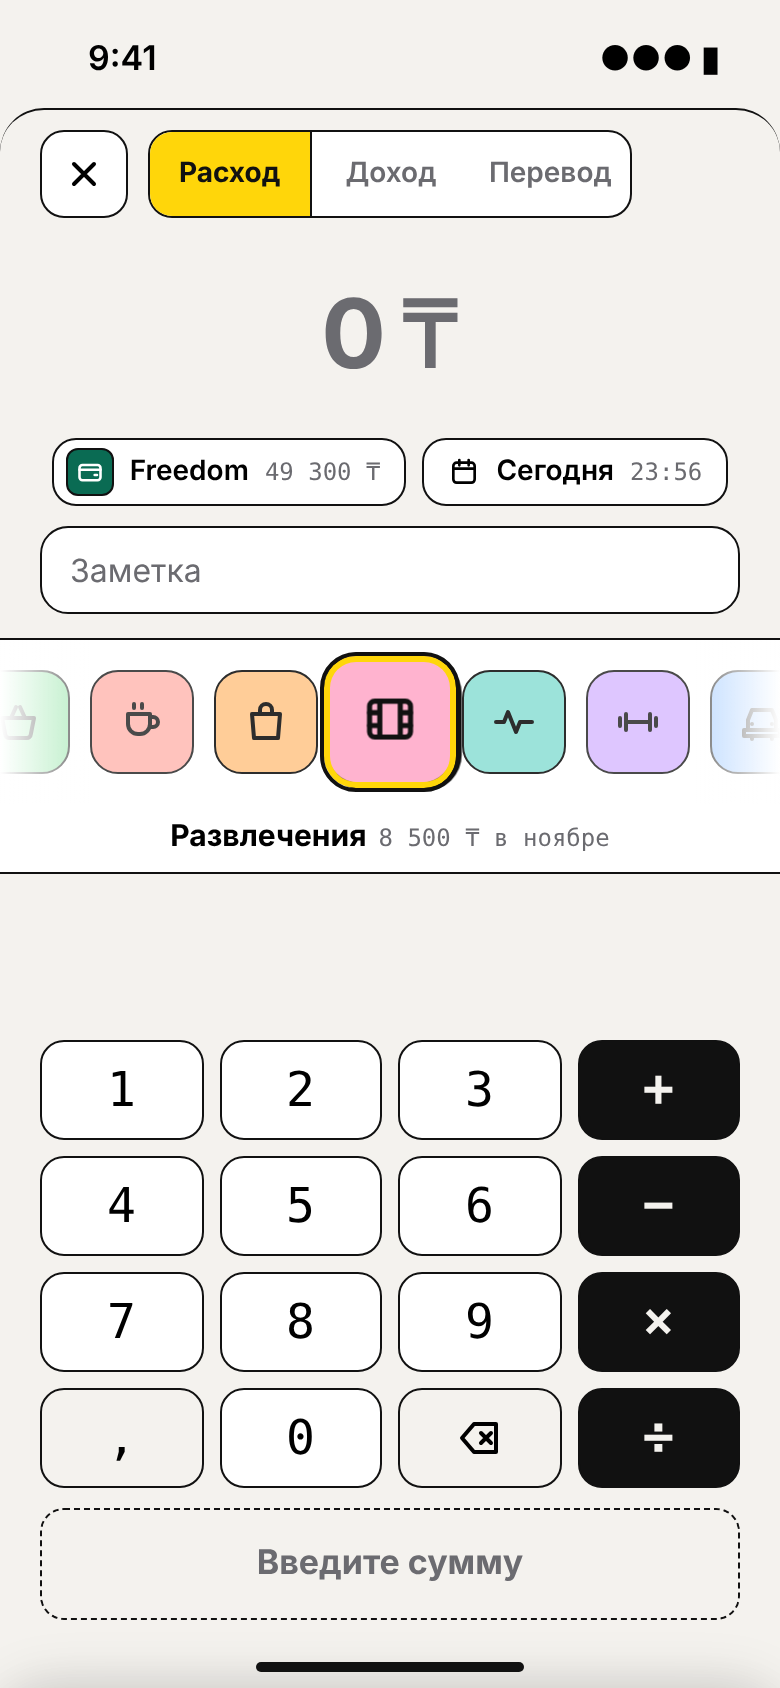 9:41
Расход Доход Перевод
0 ₸
Freedom 49 300 ₸ Сегодня 23:56
Заметка
Развлечения 8 500 ₸ в ноябре
1 2 3 +
4 5 6 −
7 8 9 ×
, 0 ÷
Введите сумму